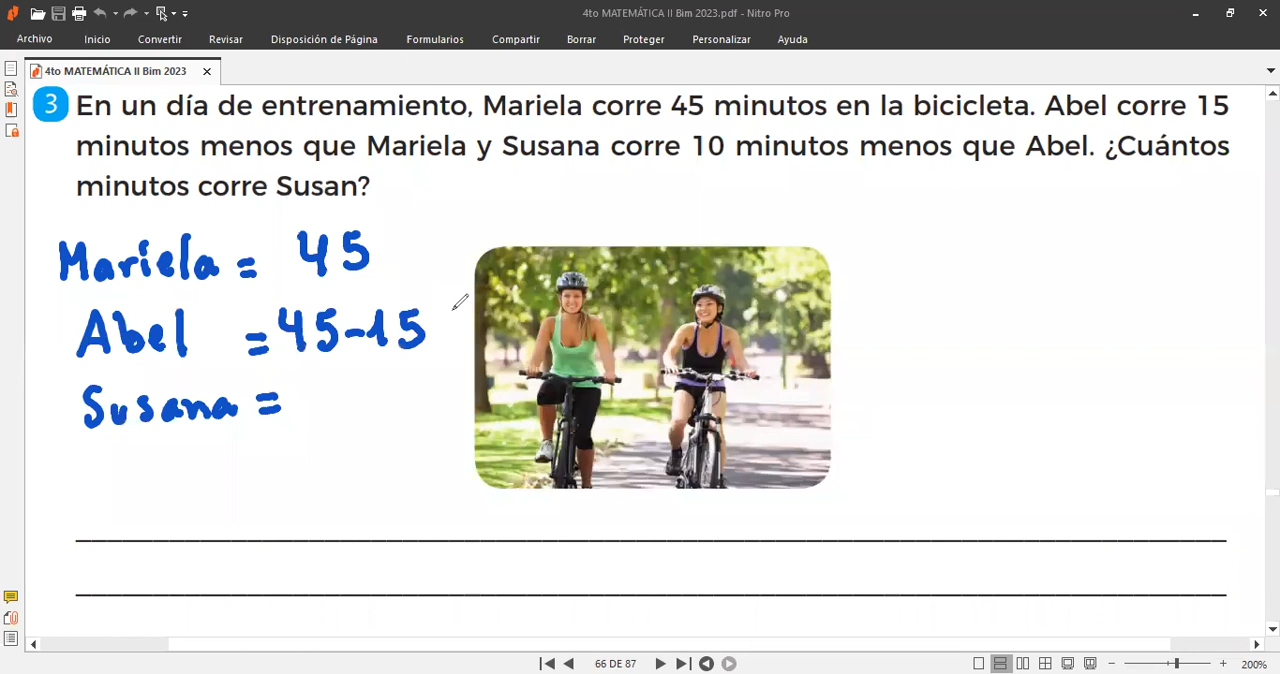 4to MATEMÁTICA II Bim 2023.pdf - Nitro Pro
Archivo Inicio Convertir Revisar Disposición de Página Formularios Compartir Borrar Proteger Personalizar Ayuda
4to MATEMÁTICA II Bim 2023
3 En un día de entrenamiento, Mariela corre 45 minutos en la bicicleta. Abel corre 15
minutos menos que Mariela y Susana corre 10 minutos menos que Abel. ¿Cuántos
minutos corre Susan?
Mariela = 45
Abel = 45-15
Susana =
66 DE 87
200%